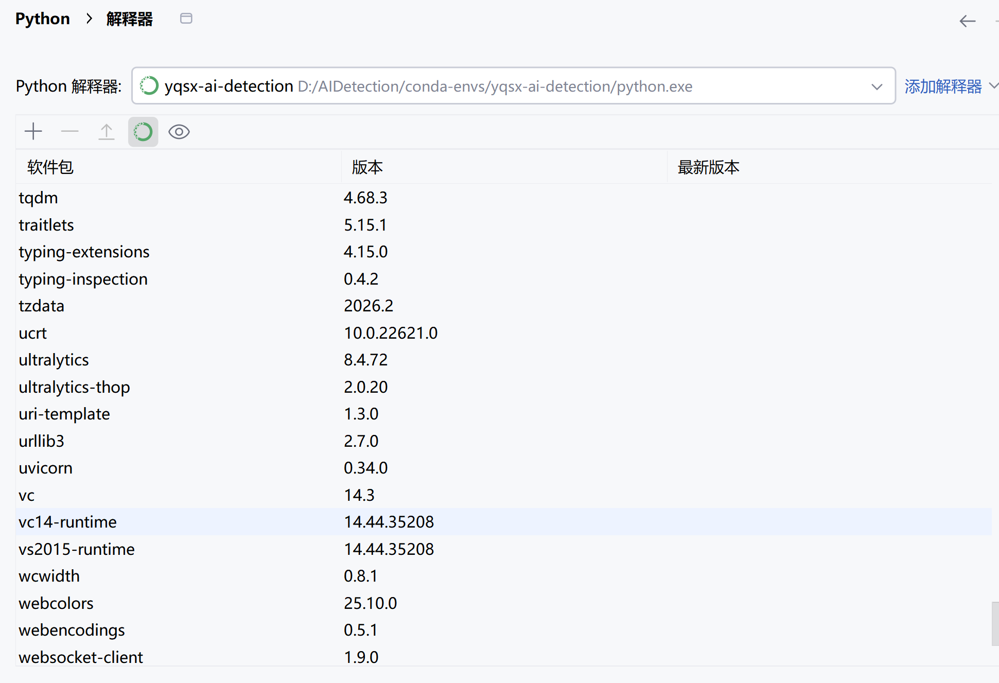 Python > 解释器
Python 解释器: yqsx-ai-detection D:/AIDetection/conda-envs/yqsx-ai-detection/python.exe 添加解释器
软件包 版本 最新版本
tqdm 4.68.3
traitlets 5.15.1
typing-extensions 4.15.0
typing-inspection 0.4.2
tzdata 2026.2
ucrt 10.0.22621.0
ultralytics 8.4.72
ultralytics-thop 2.0.20
uri-template 1.3.0
urllib3 2.7.0
uvicorn 0.34.0
vc 14.3
vc14-runtime 14.44.35208
vs2015-runtime 14.44.35208
wcwidth 0.8.1
webcolors 25.10.0
webencodings 0.5.1
websocket-client 1.9.0